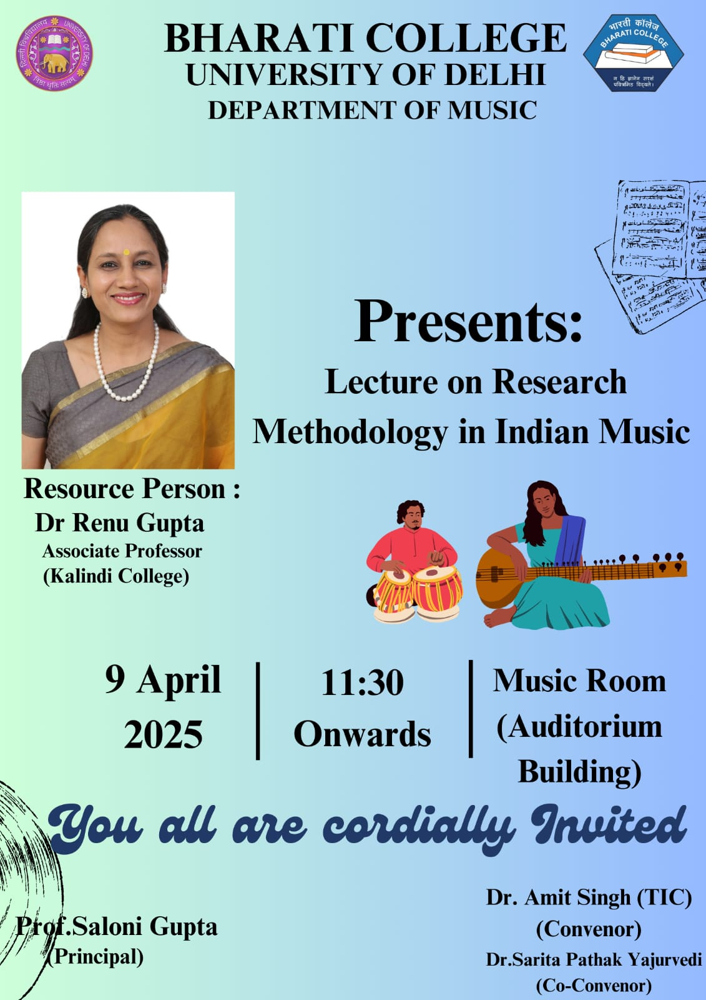 दिल्ली विश्वविद्यालय
UNIVERSITY OF DELHI
निष्ठा धृतिः सत्यम्
BHARATI COLLEGE
UNIVERSITY OF DELHI
DEPARTMENT OF MUSIC
भारती कॉलेज
BHARATI COLLEGE
न हि ज्ञानेन सदृशं
पवित्रमिह विद्यते।
Presents:
Lecture on Research
Methodology in Indian Music
Resource Person :
Dr Renu Gupta
Associate Professor
(Kalindi College)
9 April
2025
11:30
Onwards
Music Room
(Auditorium
Building)
You all are cordially Invited
Prof.Saloni Gupta
(Principal)
Dr. Amit Singh (TIC)
(Convenor)
Dr.Sarita Pathak Yajurvedi
(Co-Convenor)